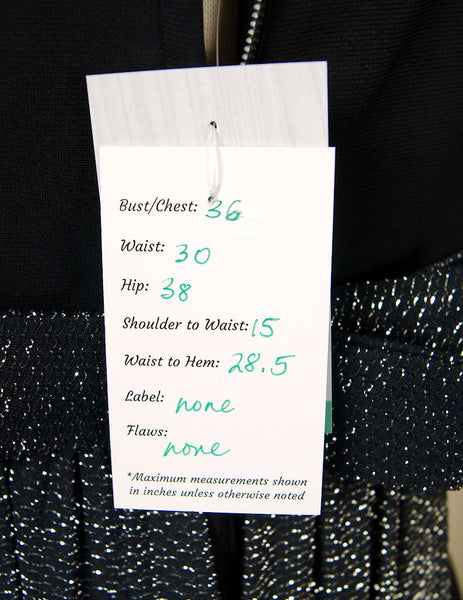 Bust/Chest: 36
Waist: 30
Hip: 38
Shoulder to Waist: 15
Waist to Hem: 28.5
Label: none
Flaws:
none
*Maximum measurements shown
in inches unless otherwise noted